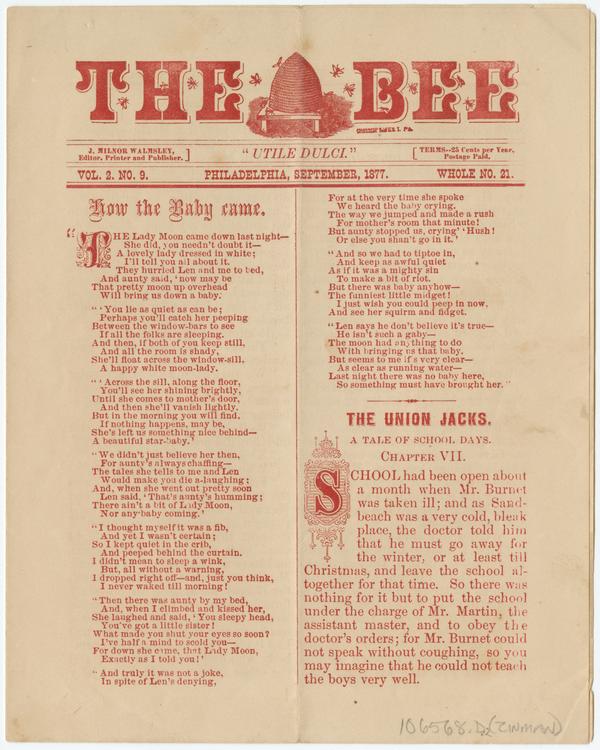 THE BEE
J. MILNOR WALMSLEY,
Editor, Printer and Publisher.
"UTILE DULCI."
TERMS--25 Cents per Year,
Postage Paid.
VOL. 2. NO. 9. PHILADELPHIA, SEPTEMBER, 1877. WHOLE NO. 21.
How the Baby came.
"THE Lady Moon came down last night—
She did, you needn't doubt it—
A lovely lady dressed in white;
I'll tell you all about it.
They hurried Len and me to bed,
And aunty said, 'now may be
That pretty moon up overhead
Will bring us down a baby.
"'You lie as quiet as can be;
Perhaps you'll catch her peeping
Between the window-bars to see
If all the folks are sleeping.
And then, if both of you keep still,
And all the room is shady,
She'll float across the window-sill,
A happy white moon-lady.
"'Across the sill, along the floor,
You'll see her shining brightly,
Until she comes to mother's door,
And then she'll vanish lightly.
But in the morning you will find,
If nothing happens, may be,
She's left us something nice behind—
A beautiful star-baby.'
"We didn't just believe her then,
For aunty's always chaffing—
The tales she tells to me and Len
Would make you die a-laughing;
And, when she went out pretty soon
Len said, 'That's aunty's humming;
There ain't a bit of Lady Moon,
Nor any baby coming.'
"I thought myself it was a fib,
And yet I wasn't certain;
So I kept quiet in the crib,
And peeped behind the curtain.
I didn't mean to sleep a wink,
But, all without a warning,
I dropped right off—and, just you think,
I never waked till morning!
"Then there was aunty by my bed,
And, when I climbed and kissed her,
She laughed and said, 'You sleepy head,
You've got a little sister!
What made you shut your eyes so soon?
I've half a mind to scold you—
For down she came, that Lady Moon,
Exactly as I told you!'
"And truly it was not a joke,
In spite of Len's denying,
For at the very time she spoke
We heard the baby crying.
The way we jumped and made a rush
For mother's room that minute!
But aunty stopped us, crying 'Hush!
Or else you shan't go in it.'
"And so we had to tiptoe in,
And keep as awful quiet
As if it was a mighty sin
To make a bit of riot.
But there was baby anyhow—
The funniest little midget!
I just wish you could peep in now,
And see her squirm and fidget.
"Len says he don't believe it's true—
He isn't such a gaby—
The moon had anything to do
With bringing us that baby.
But seems to me it's very clear—
As clear as running water—
Last night there was no baby here,
So something must have brought her."
THE UNION JACKS.
A TALE OF SCHOOL DAYS.
CHAPTER VII.
SCHOOL had been open about
a month when Mr. Burnet
was taken ill; and as Sand-
beach was a very cold, bleak
place, the doctor told him
that he must go away for
the winter, or at least till
Christmas, and leave the school al-
together for that time. So there was
nothing for it but to put the school
under the charge of Mr. Martin, the
assistant master, and to obey the
doctor's orders; for Mr. Burnet could
not speak without coughing, so you
may imagine that he could not teach
the boys very well.
106568.D (ZINMAN)